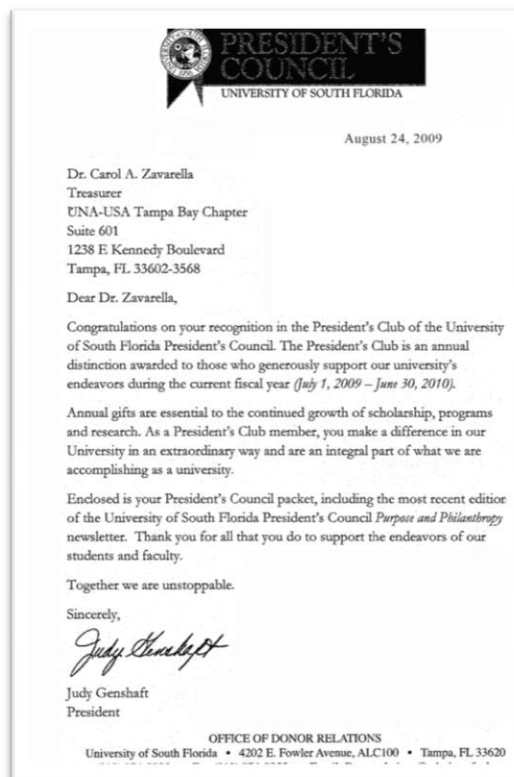 PRESIDENT'S
COUNCIL
UNIVERSITY OF SOUTH FLORIDA
August 24, 2009
Dr. Carol A. Zavarella
Treasurer
UNA-USA Tampa Bay Chapter
Suite 601
1238 E Kennedy Boulevard
Tampa, FL 33602-3568
Dear Dr. Zavarella,
Congratulations on your recognition in the President's Club of the University
of South Florida President's Council. The President's Club is an annual
distinction awarded to those who generously support our university's
endeavors during the current fiscal year (July 1, 2009 – June 30, 2010).
Annual gifts are essential to the continued growth of scholarship, programs
and research. As a President's Club member, you make a difference in our
University in an extraordinary way and are an integral part of what we are
accomplishing as a university.
Enclosed is your President's Council packet, including the most recent edition
of the University of South Florida President's Council Purpose and Philanthropy
newsletter. Thank you for all that you do to support the endeavors of our
students and faculty.
Together we are unstoppable.
Sincerely,
Judy Genshaft
Judy Genshaft
President
OFFICE OF DONOR RELATIONS
University of South Florida • 4202 E. Fowler Avenue, ALC100 • Tampa, FL 33620